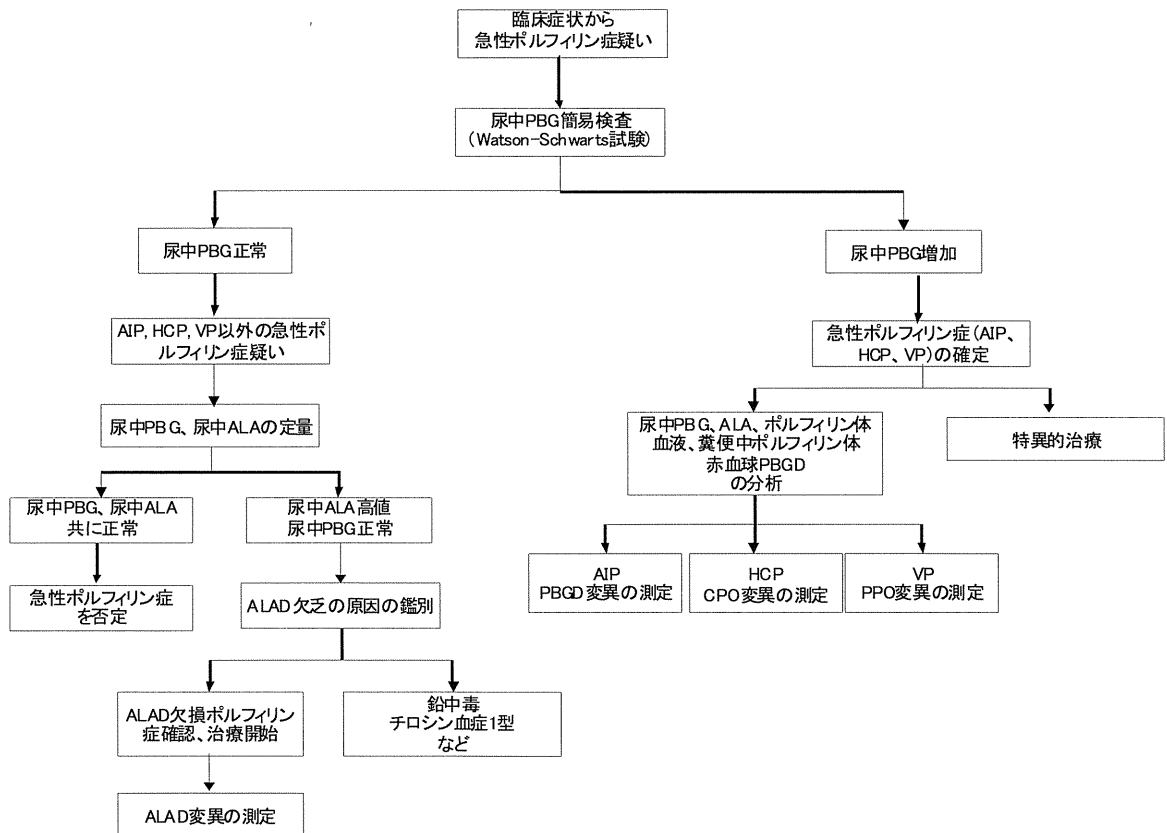 臨床症状から
急性ポルフィリン症疑い
尿中PBG簡易検査
(Watson-Schwarts試験)
尿中PBG正常
尿中PBG増加
AIP, HCP, VP以外の急性ポ
ルフィリン症疑い
急性ポルフィリン症(AIP、
HCP、VP)の確定
尿中PBG、尿中ALAの定量
尿中PBG、ALA、ポルフィリン体
血液、糞便中ポルフィリン体
赤血球PBGD
の分析
特異的治療
尿中PBG、尿中ALA
共に正常
尿中ALA高値
尿中PBG正常
AIP
PBGD変異の測定
HCP
CPO変異の測定
VP
PPO変異の測定
急性ポルフィリン症
を否定
ALAD欠乏の原因の鑑別
ALAD欠損ポルフィリン
症確認、治療開始
鉛中毒
チロシン血症1型
など
ALAD変異の測定